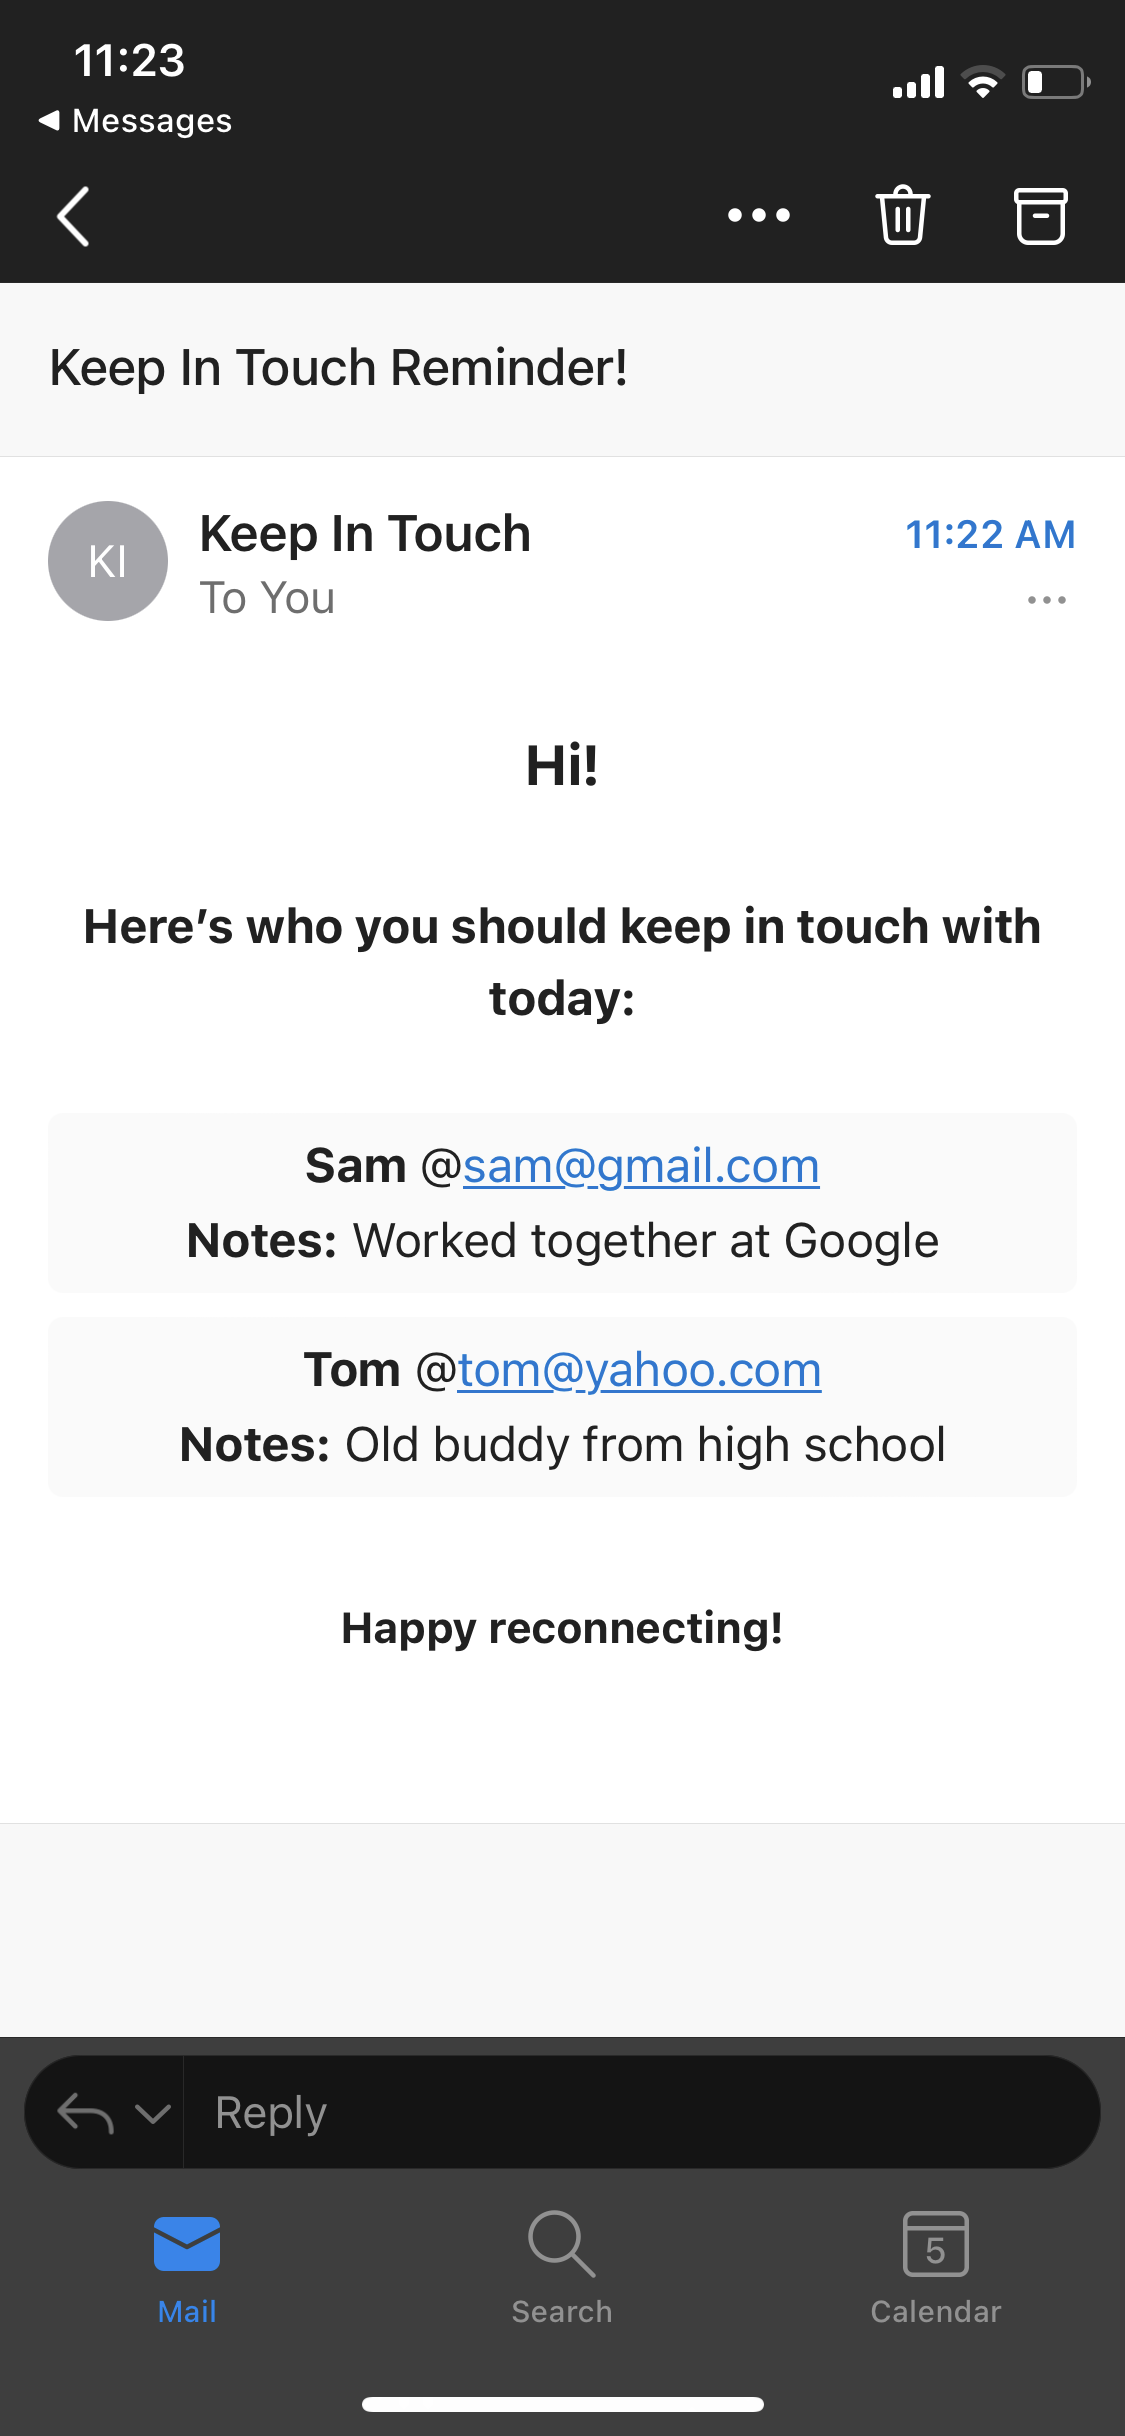 11:23
Messages
Keep In Touch Reminder!
KI
Keep In Touch
11:22 AM
To You
Hi!
Here’s who you should keep in touch with
today:
Sam @sam@gmail.com
Notes: Worked together at Google
Tom @tom@yahoo.com
Notes: Old buddy from high school
Happy reconnecting!
Reply
5
Mail
Search
Calendar